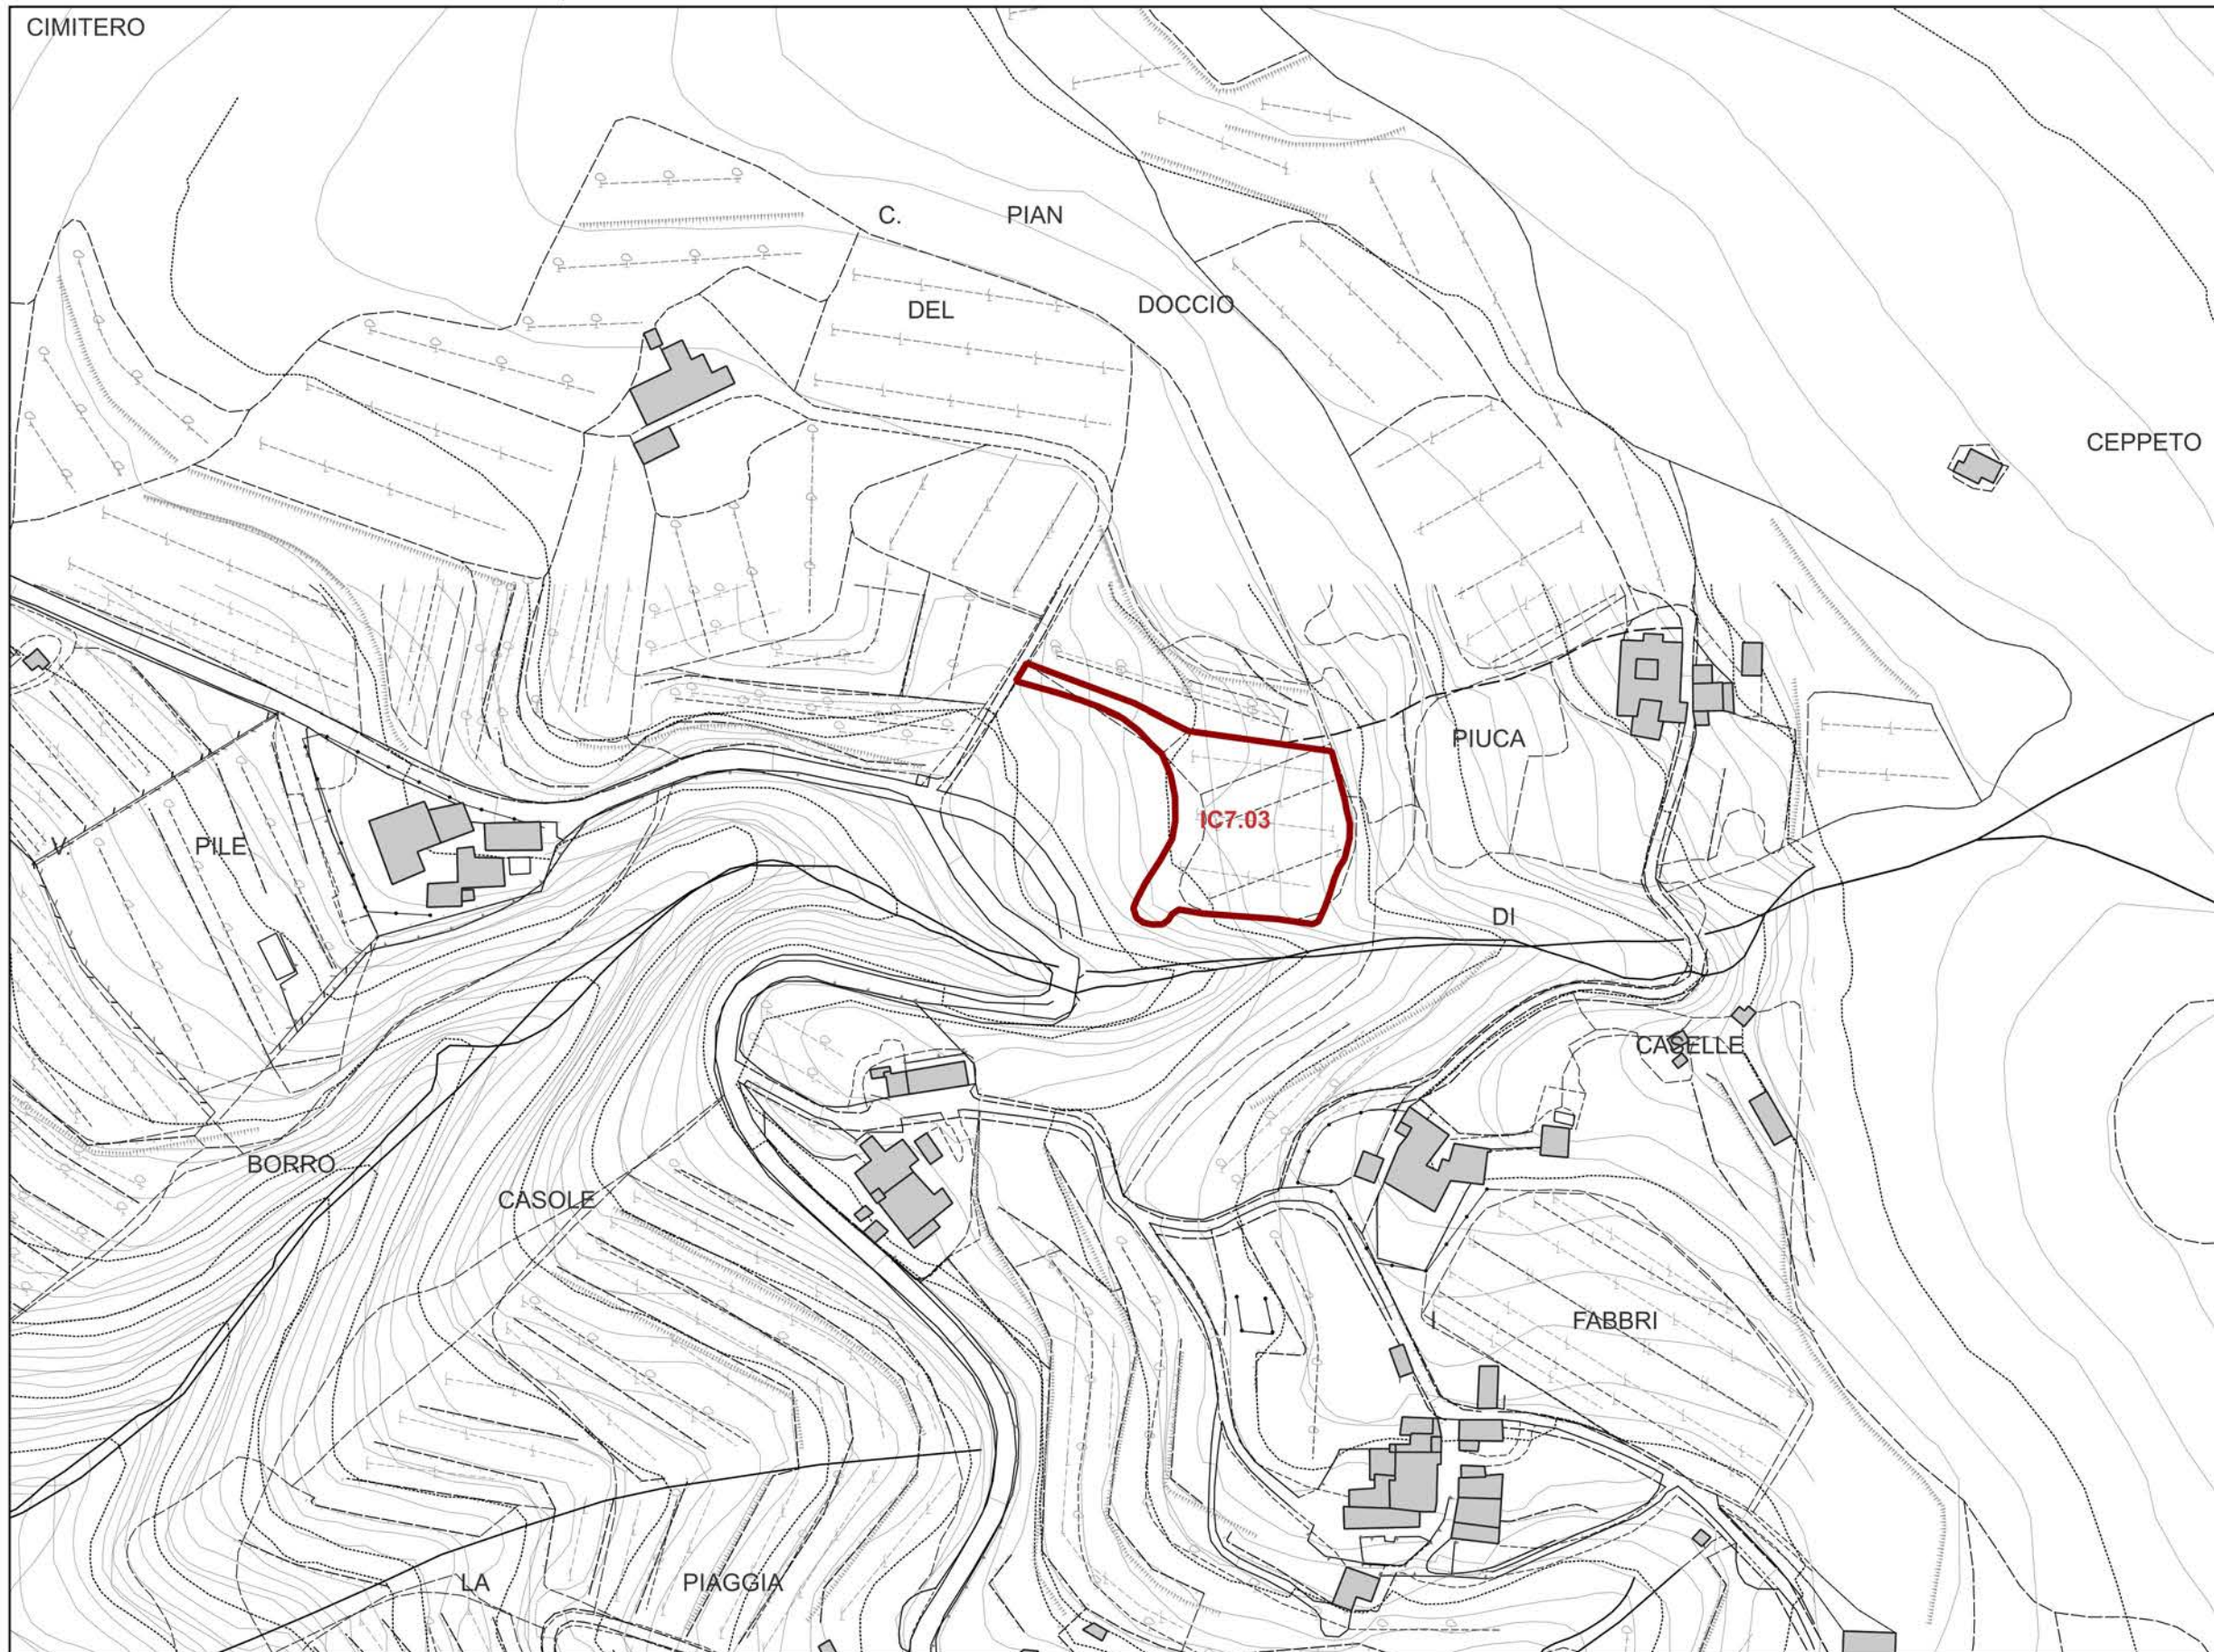 CIMITERO
C. PIAN
DEL DOCCIO
CEPPETO
PIUCA
IC7.03
V. PILE
DI
CASELLE
BORRO
CASOLE
I FABBRI
LA PIAGGIA